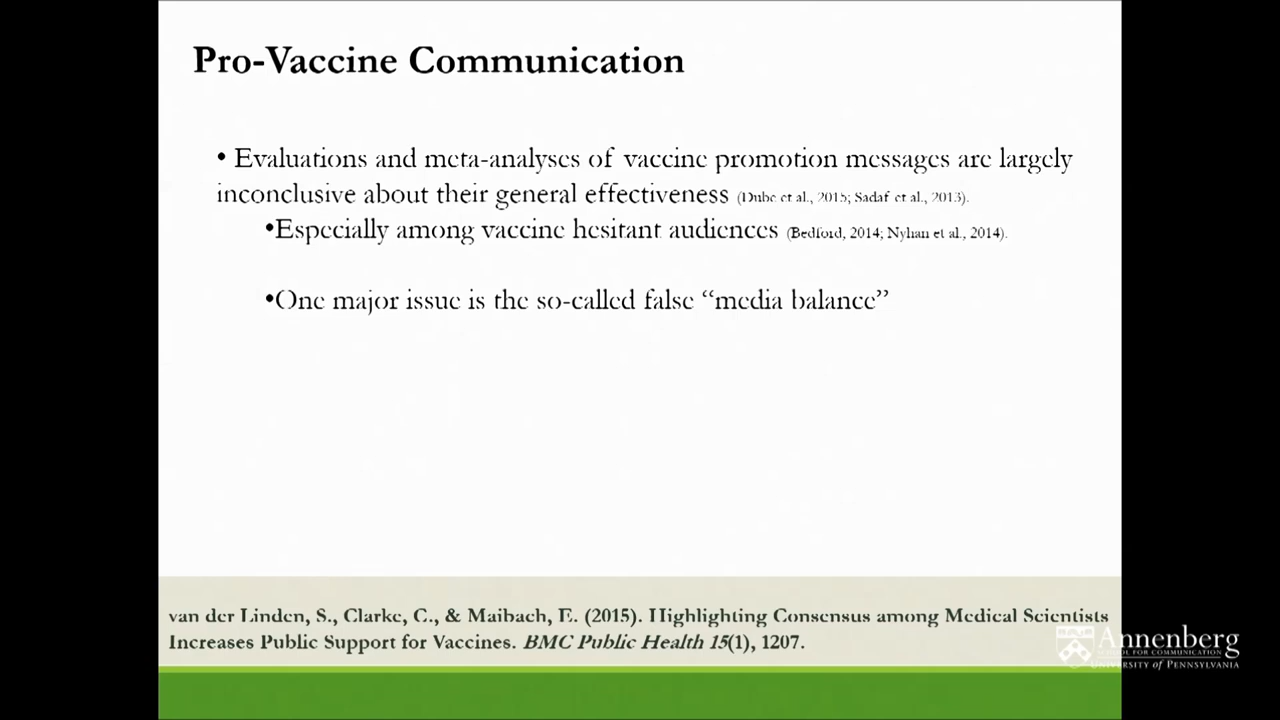 Pro-Vaccine Communication
• Evaluations and meta-analyses of vaccine promotion messages are largely
inconclusive about their general effectiveness (Dube et al., 2015; Sadaf et al., 2013).
•Especially among vaccine hesitant audiences (Bedford, 2014; Nyhan et al., 2014).
•One major issue is the so-called false “media balance”
van der Linden, S., Clarke, C., & Maibach, E. (2015). Highlighting Consensus among Medical Scientists
Increases Public Support for Vaccines. BMC Public Health 15(1), 1207.
Annenberg
SCHOOL FOR COMMUNICATION
UNIVERSITY of PENNSYLVANIA